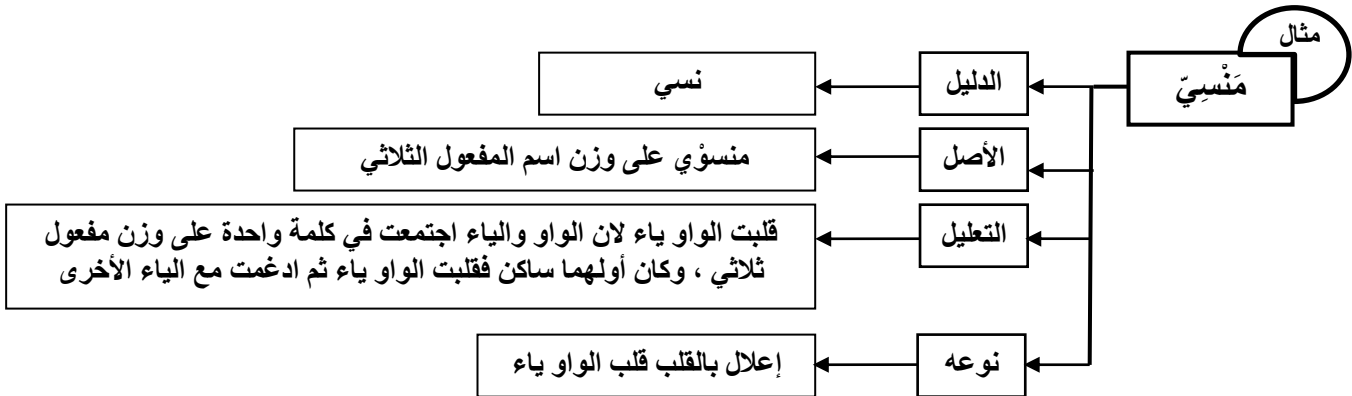 مثال
مَنْسِيّ
الدليل
نسي
الأصل
منسوْي على وزن اسم المفعول الثلاثي
التعليل
قلبت الواو ياء لان الواو والياء اجتمعت في كلمة واحدة على وزن مفعول
ثلاثي ، وكان أولهما ساكن فقلبت الواو ياء ثم ادغمت مع الياء الأخرى
نوعه
إعلال بالقلب قلب الواو ياء